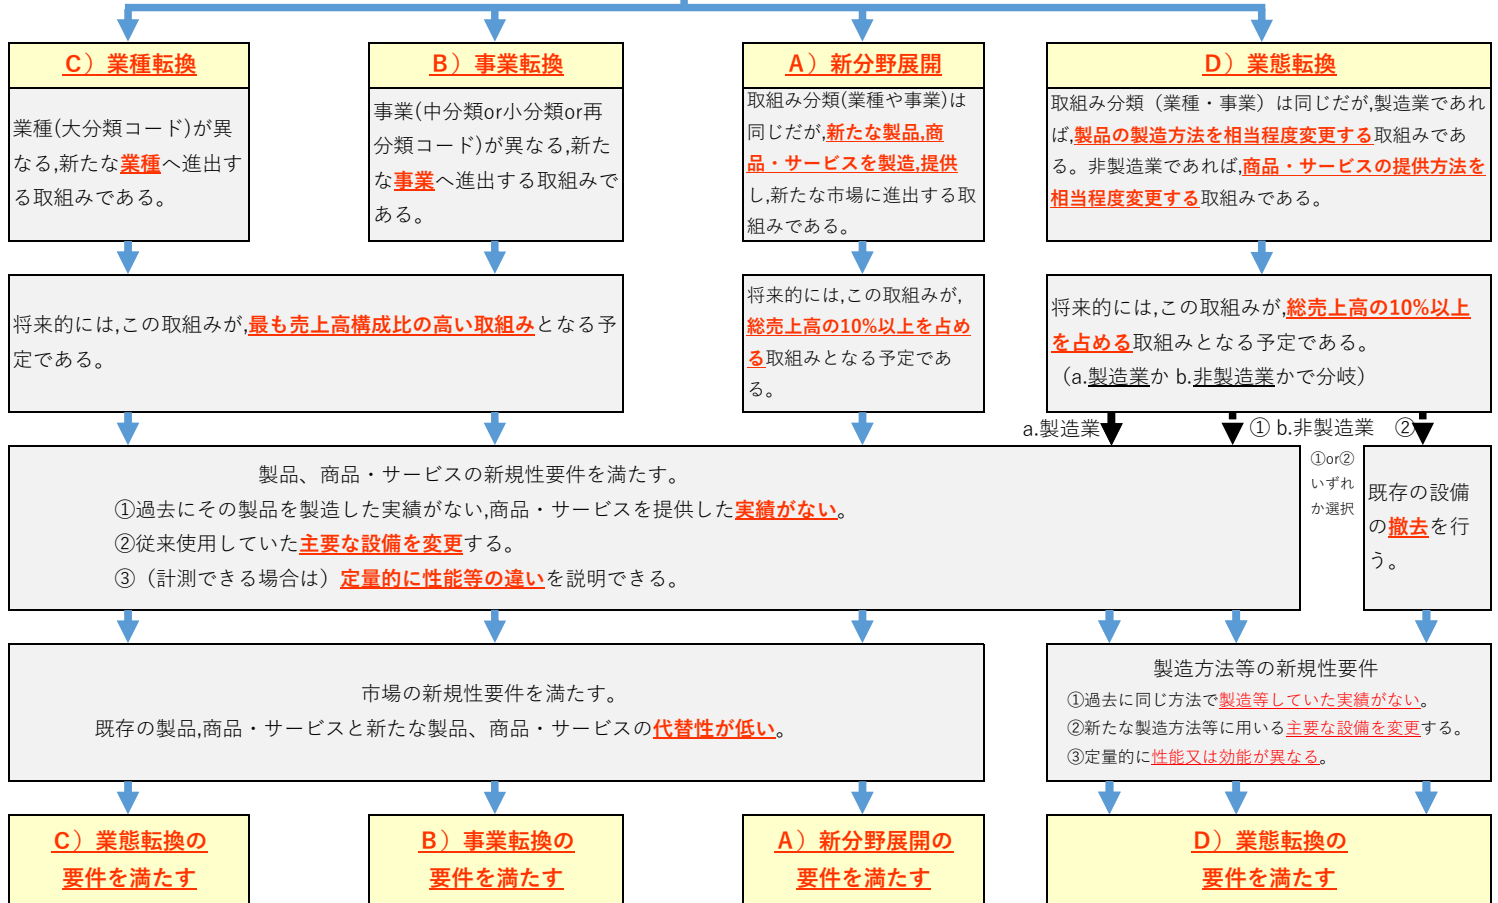 C）業種転換
B）事業転換
A）新分野展開
D）業態転換
業種(大分類コード)が異
なる,新たな業種へ進出す
る取組みである。
事業(中分類or小分類or再
分類コード)が異なる,新た
な事業へ進出する取組みで
ある。
取組み分類(業種や事業)は
同じだが,新たな製品,商
品・サービスを製造,提供
し,新たな市場に進出する取
組みである。
取組み分類（業種・事業）は同じだが,製造業であれ
ば,製品の製造方法を相当程度変更する取組みであ
る。非製造業であれば,商品・サービスの提供方法を
相当程度変更する取組みである。
将来的には,この取組みが,最も売上高構成比の高い取組みとなる予
定である。
将来的には,この取組みが,
総売上高の10%以上を占め
る取組みとなる予定であ
る。
将来的には,この取組みが,総売上高の10%以上
を占める取組みとなる予定である。
（a.製造業か b.非製造業かで分岐）
a.製造業
① b.非製造業 ②
製品、商品・サービスの新規性要件を満たす。
①過去にその製品を製造した実績がない,商品・サービスを提供した実績がない。
②従来使用していた主要な設備を変更する。
③（計測できる場合は）定量的に性能等の違いを説明できる。
①or②
いずれ
か選択
既存の設備
の撤去を行
う。
市場の新規性要件を満たす。
既存の製品,商品・サービスと新たな製品、商品・サービスの代替性が低い。
製造方法等の新規性要件
①過去に同じ方法で製造等していた実績がない。
②新たな製造方法等に用いる主要な設備を変更する。
③定量的に性能又は効能が異なる。
C）業態転換の
要件を満たす
B）事業転換の
要件を満たす
A）新分野展開の
要件を満たす
D）業態転換の
要件を満たす